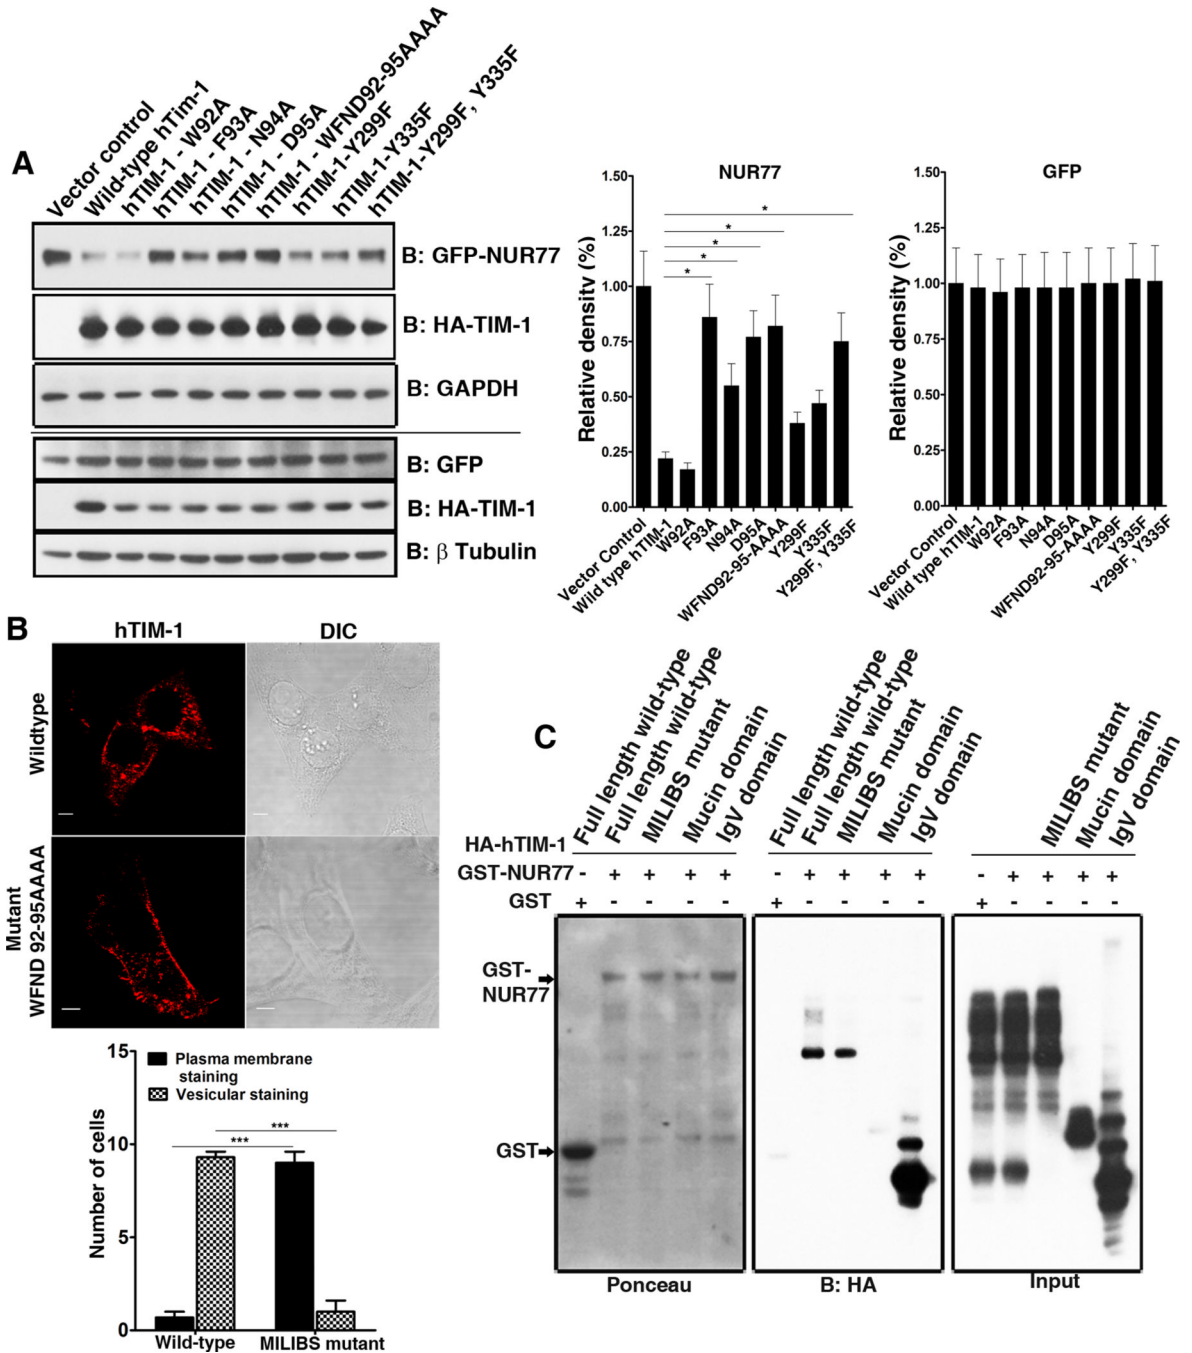 A
Vector control
Wild-type hTim-1
hTIM-1 - W92A
hTIM-1 - F93A
hTIM-1 - N94A
hTIM-1 - D95A
hTIM-1 - WFND92-95AAAA
hTIM-1-Y299F
hTIM-1-Y335F
hTIM-1-Y299F, Y335F
B: GFP-NUR77
B: HA-TIM-1
B: GAPDH
B: GFP
B: HA-TIM-1
B: β Tubulin
NUR77
Relative density (%)
1.50
1.25
1.00
0.75
0.50
0.25
0.00
*
*
*
*
*
Vector Control
Wild type hTIM-1
W92A
F93A
N94A
D95A
WFND92-95-AAAA
Y299F
Y335F
Y299F, Y335F
GFP
Relative density (%)
1.50
1.25
1.00
0.75
0.50
0.25
0.00
Vector Control
Wild type hTIM-1
W92A
F93A
N94A
D95A
WFND92-95-AAAA
Y299F
Y335F
Y299F, Y335F
B
hTIM-1 DIC
Wildtype
Mutant
WFND 92-95AAAA
Number of cells
15
10
5
0
Plasma membrane
staining
Vesicular staining
***
***
Wild-type MILIBS mutant
C
Full length wild-type
Full length wild-type
MILIBS mutant
Mucin domain
IgV domain
Full length wild-type
Full length wild-type
MILIBS mutant
Mucin domain
IgV domain
MILIBS mutant
Mucin domain
IgV domain
HA-hTIM-1
GST-NUR77 - + + + + - + + + + - + + + +
GST + - - - - + - - - - + - - - -
GST-
NUR77
GST
Ponceau B: HA Input